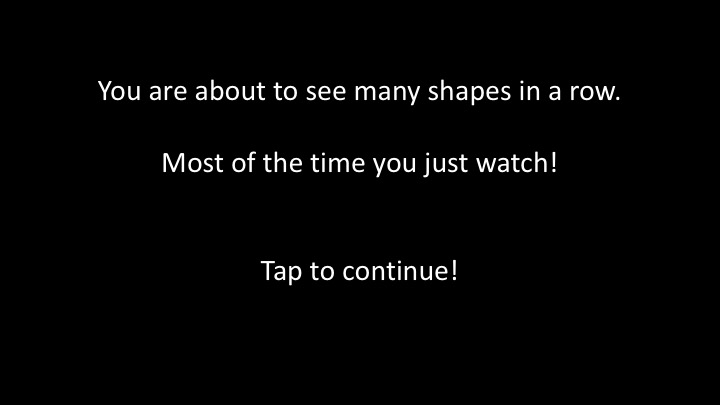 You are about to see many shapes in a row.
Most of the time you just watch!
Tap to continue!